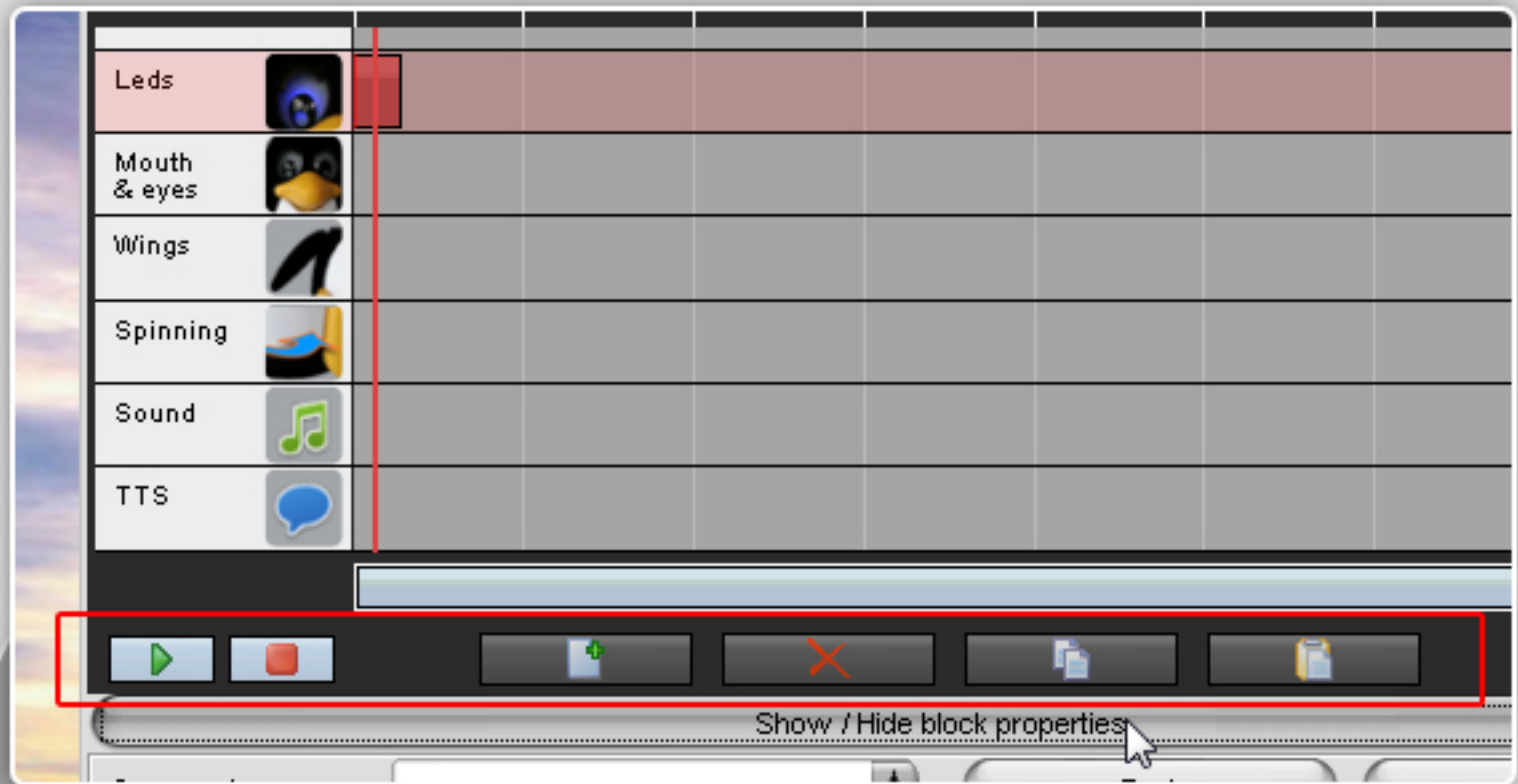 Leds
Mouth
& eyes
Wings
Spinning
Sound
TTS
Show / Hide block properties